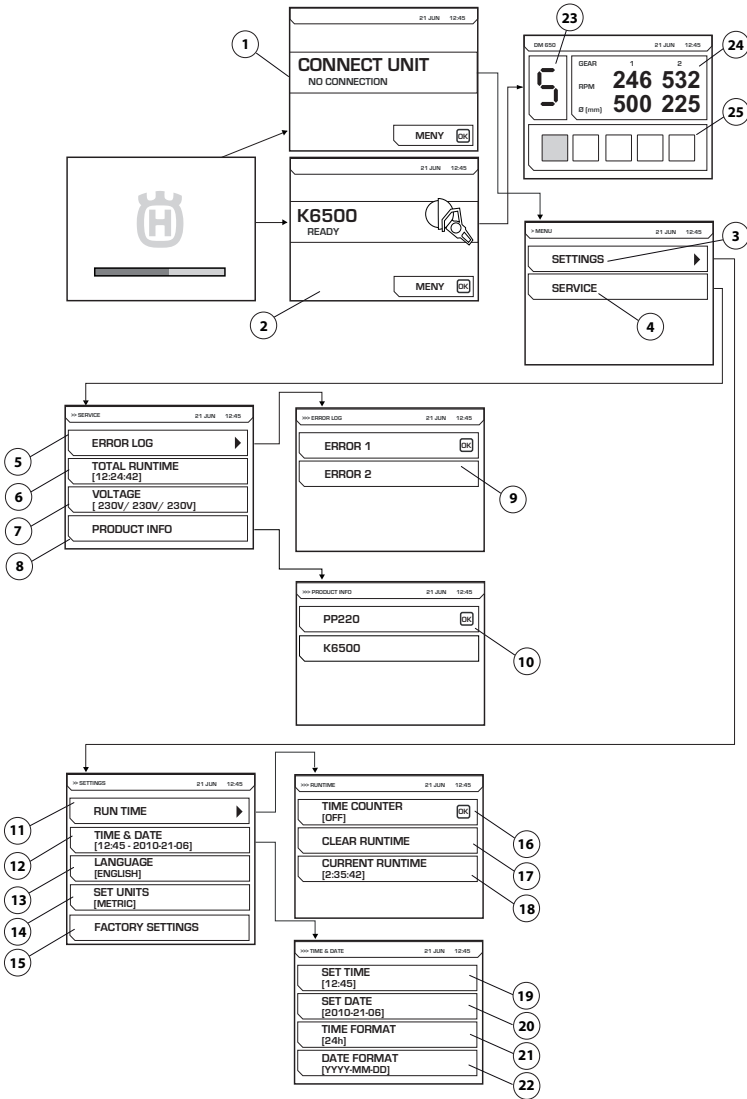 21 JUN 12:45
CONNECT UNIT
NO CONNECTION
MENY OK
1
H
21 JUN 12:45
K6500
READY
MENY OK
2
23
DM 650 21 JUN 12:45
5
GEAR 1 2
RPM 246 532
Ø [mm] 500 225
24
25
> MENU 21 JUN 12:45
SETTINGS
SERVICE
3
4
>> SERVICE 21 JUN 12:45
ERROR LOG
TOTAL RUNTIME
[12:24:42]
VOLTAGE
[ 230V/ 230V/ 230V]
PRODUCT INFO
5
6
7
8
>>> ERROR LOG 21 JUN 12:45
ERROR 1 OK
ERROR 2
9
>>> PRODUCT INFO 21 JUN 12:45
PP220 OK
K6500
10
>> SETTINGS 21 JUN 12:45
RUN TIME
TIME & DATE
[12:45 - 2010-21-06]
LANGUAGE
[ENGLISH]
SET UNITS
[METRIC]
FACTORY SETTINGS
11
12
13
14
15
>>> RUNTIME 21 JUN 12:45
TIME COUNTER
[OFF] OK
CLEAR RUNTIME
CURRENT RUNTIME
[2:35:42]
16
17
18
>>> TIME & DATE 21 JUN 12:45
SET TIME
[12:45]
SET DATE
[2010-21-06]
TIME FORMAT
[24h]
DATE FORMAT
[YYYY-MM-DD]
19
20
21
22